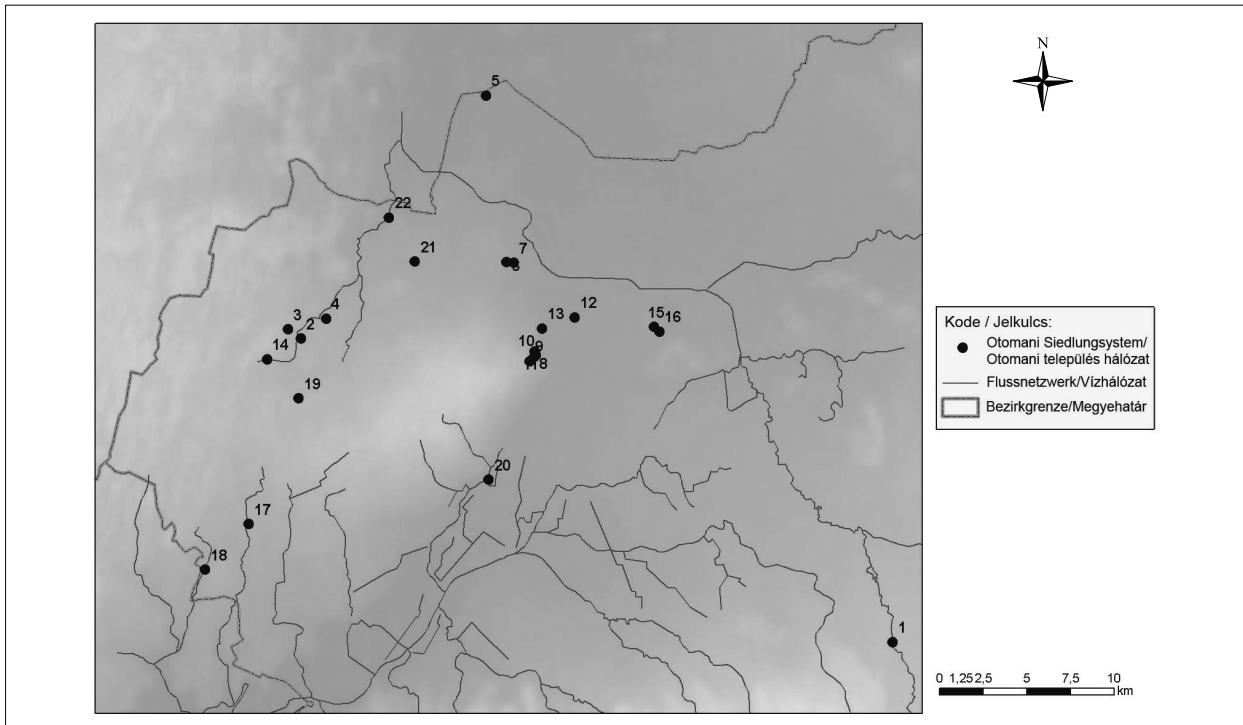 N
5
22
21
7
3
4
2
14
12
13
15
16
10
9
8
19
20
17
18
1
Kode / Jelkulcs:
Otomani Siedlungsystem/
Otomani település hálózat
Flussnetzwerk/Vízhálózat
Bezirkgrenze/Megyehatár
0 1,25 2,5 5 7,5 10
km